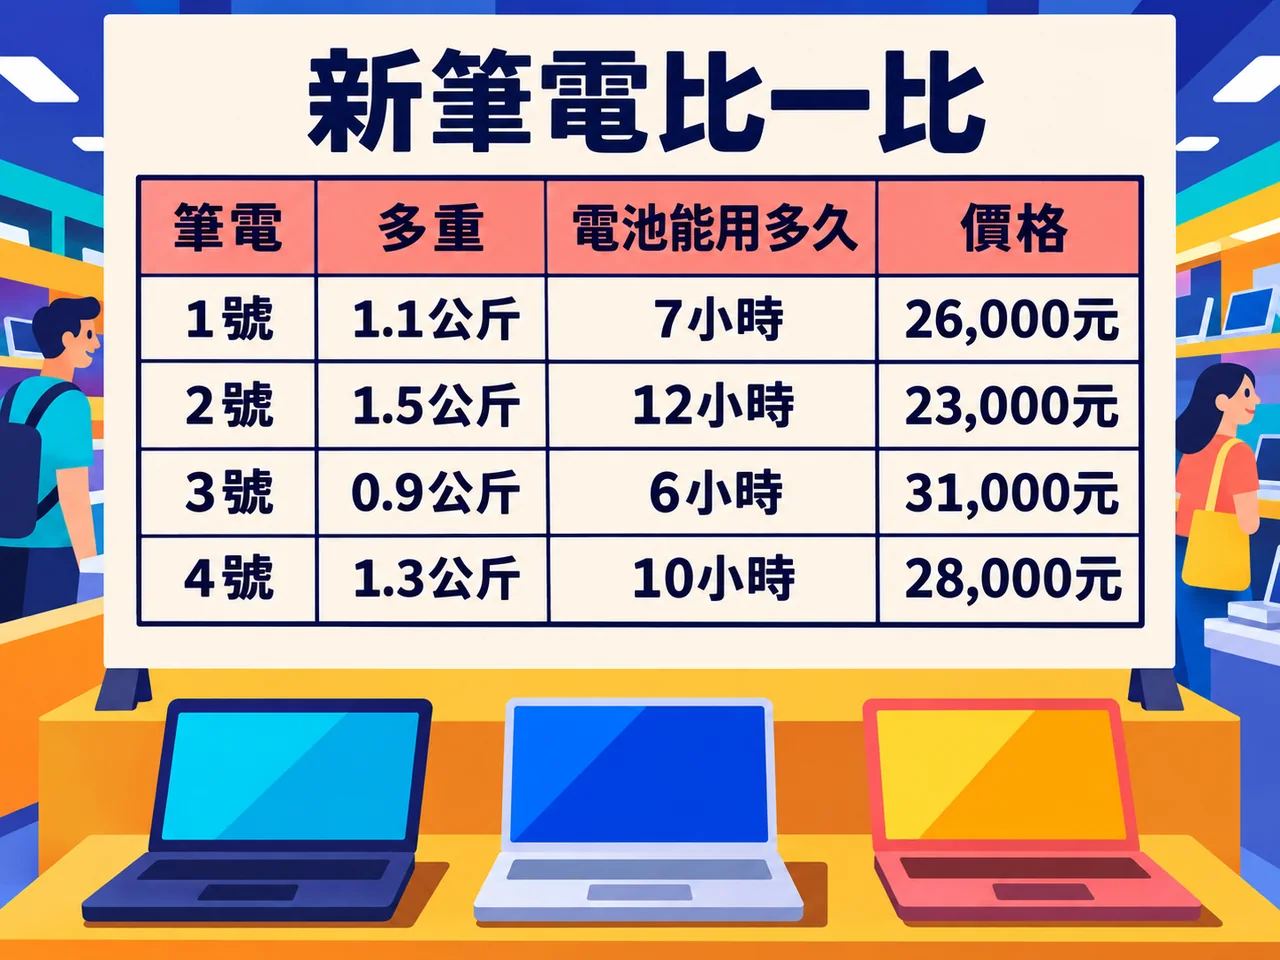 新筆電比一比
筆電 多重 電池能用多久 價格
1號 1.1公斤 7小時 26,000元
2號 1.5公斤 12小時 23,000元
3號 0.9公斤 6小時 31,000元
4號 1.3公斤 10小時 28,000元